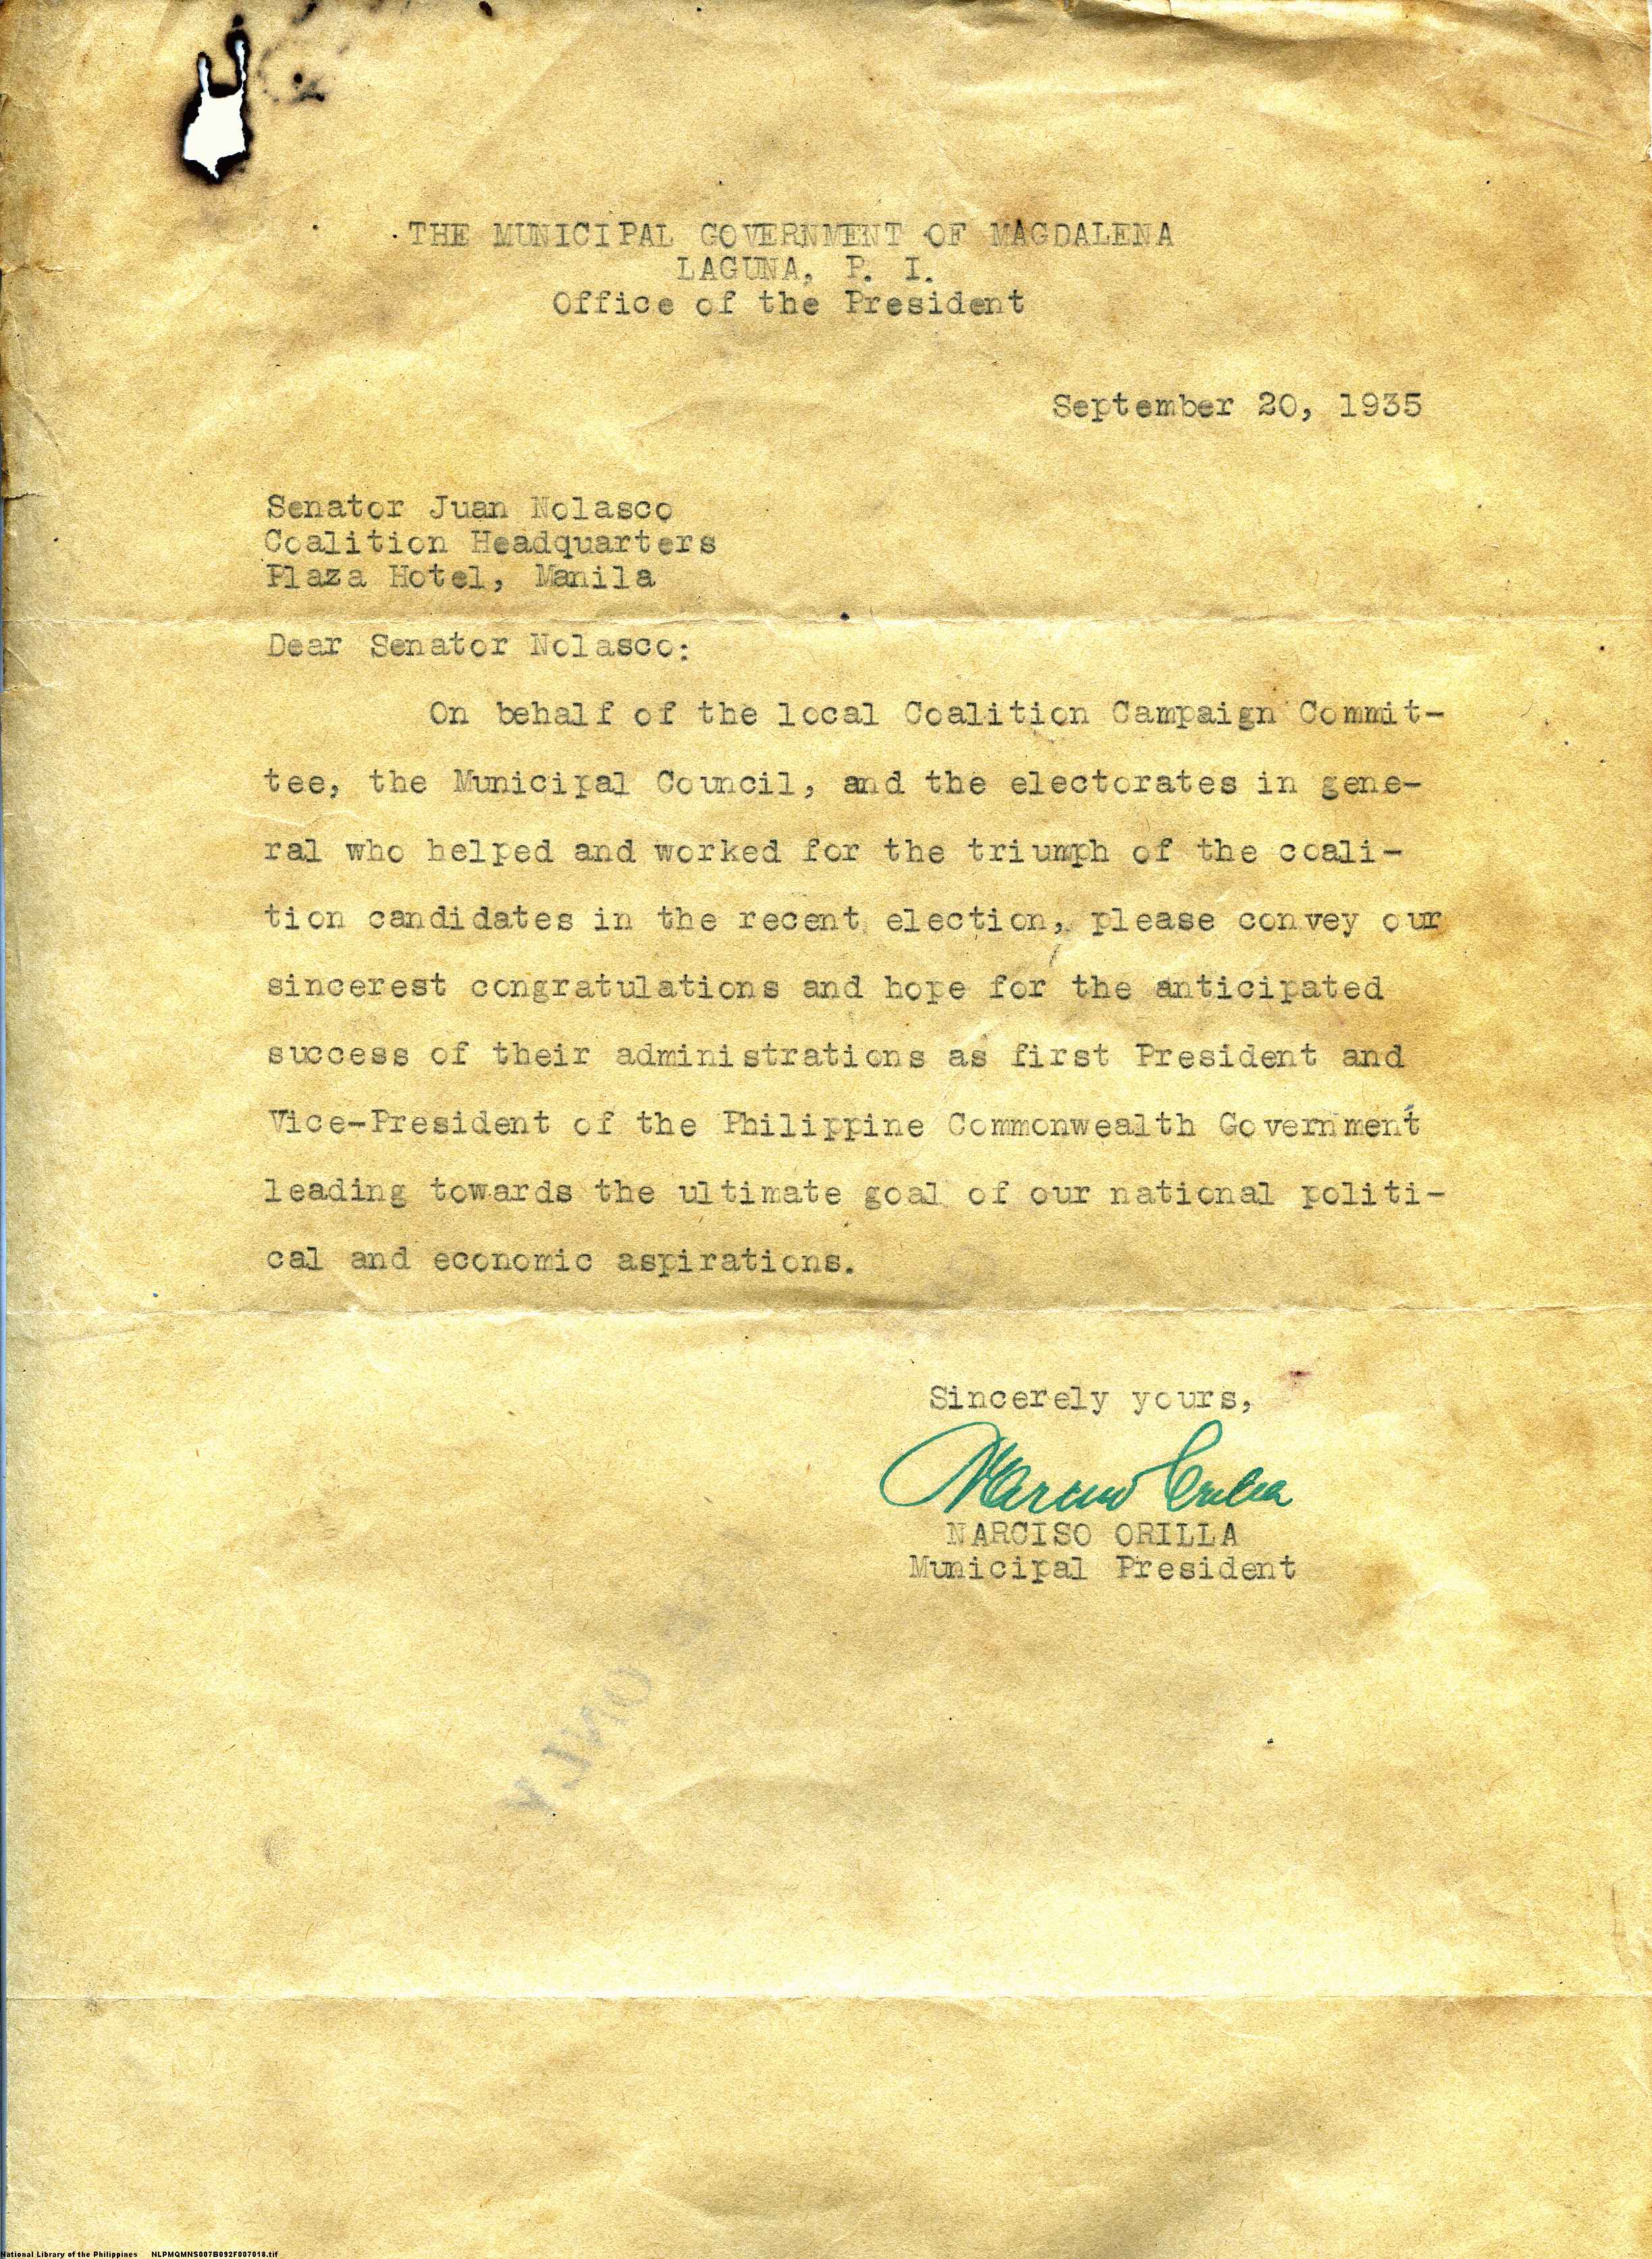 THE MUNICIPAL GOVERNMENT OF MAGDALENA
LAGUNA, P. I.
Office of the President
September 20, 1935
Senator Juan Nolasco
Coalition Headquarters
Plaza Hotel, Manila
Dear Senator Nolasco:
On behalf of the local Coalition Campaign Commit-
tee, the Municipal Council, and the electorates in gene-
ral who helped and worked for the triumph of the coali-
tion candidates in the recent election, please convey our
sincerest congratulations and hope for the anticipated
success of their administrations as first President and
Vice-President of the Philippine Commonwealth Government
leading towards the ultimate goal of our national politi-
cal and economic aspirations.
Sincerely yours,
Narciso Orilla
NARCISO ORILLA
Municipal President
ONLY
National Library of the Philippines NLPMQMNS007B092F007018.tif